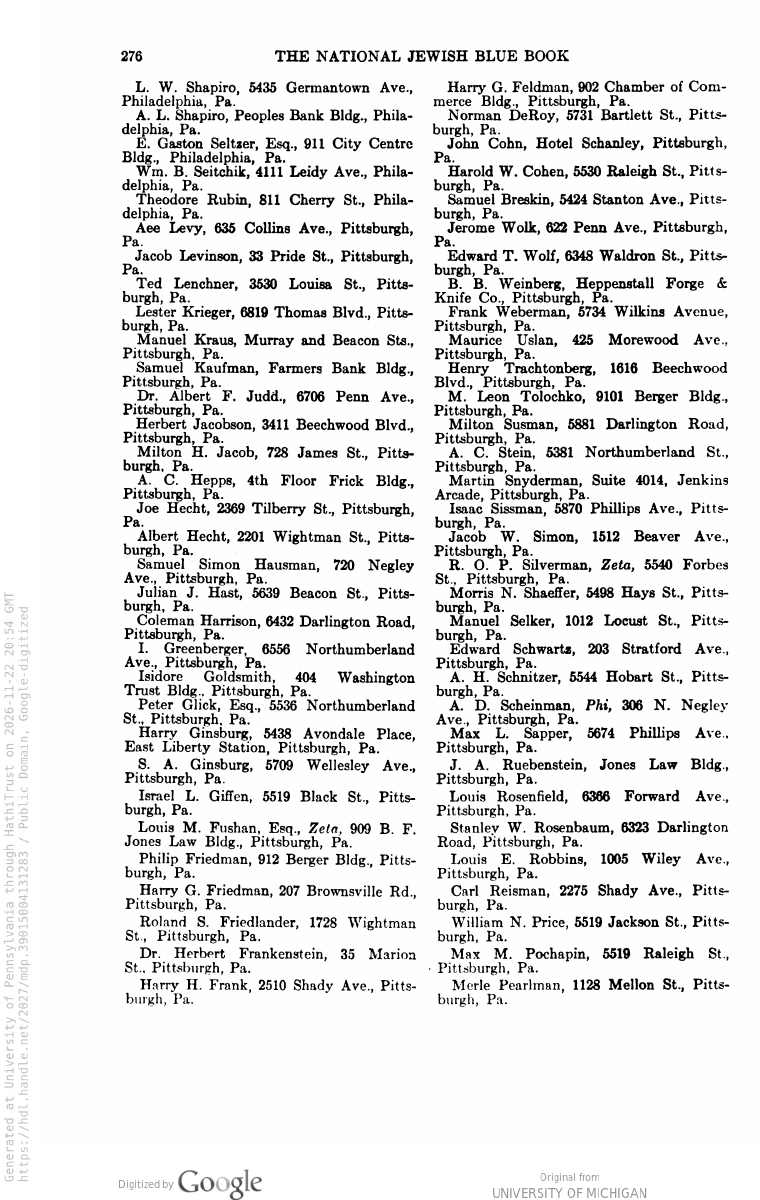 276
THE NATIONAL JEWISH BLUE BOOK
L. W. Shapiro, 5435 Germantown Ave.,
Philadelphia, Pa.
A. L. Shapiro, Peoples Bank Bldg., Phila-
delphia, Pa.
E. Gaston Seltzer, Esq., 911 City Centre
Bldg., Philadelphia, Pa.
Wm. B. Seitchik, 4111 Leidy Ave., Phila-
delphia, Pa.
Theodore Rubin, 811 Cherry St., Phila-
delphia, Pa.
Aee Levy, 635 Collins Ave., Pittsburgh,
Pa.
Jacob Levinson, 33 Pride St., Pittsburgh,
Pa.
Ted Lenchner, 3530 Louisa St., Pitts-
burgh, Pa.
Lester Krieger, 6819 Thomas Blvd., Pitts-
burgh, Pa.
Manuel Kraus, Murray and Beacon Sts.,
Pittsburgh, Pa.
Samuel Kaufman, Farmers Bank Bldg.,
Pittsburgh, Pa.
Dr. Albert F. Judd., 6706 Penn Ave.,
Pittsburgh, Pa.
Herbert Jacobson, 3411 Beechwood Blvd.,
Pittsburgh, Pa.
Milton H. Jacob, 728 James St., Pitts-
burgh, Pa.
A. C. Hepps, 4th Floor Frick Bldg.,
Pittsburgh, Pa.
Joe Hecht, 2369 Tilberry St., Pittsburgh,
Pa.
Albert Hecht, 2201 Wightman St., Pitts-
burgh, Pa.
Samuel Simon Hausman, 720 Negley
Ave., Pittsburgh, Pa.
Julian J. Hast, 5639 Beacon St., Pitts-
burgh, Pa.
Coleman Harrison, 6432 Darlington Road,
Pittsburgh, Pa.
I. Greenberger, 6556 Northumberland
Ave., Pittsburgh, Pa.
Isidore Goldsmith, 404 Washington
Trust Bldg., Pittsburgh, Pa.
Peter Glick, Esq., 5536 Northumberland
St., Pittsburgh, Pa.
Harry Ginsburg, 5438 Avondale Place,
East Liberty Station, Pittsburgh, Pa.
S. A. Ginsburg, 5709 Wellesley Ave.,
Pittsburgh, Pa.
Israel L. Giffen, 5519 Black St., Pitts-
burgh, Pa.
Louis M. Fushan, Esq., Zeta, 909 B. F.
Jones Law Bldg., Pittsburgh, Pa.
Philip Friedman, 912 Berger Bldg., Pitts-
burgh, Pa.
Harry G. Friedman, 207 Brownsville Rd.,
Pittsburgh, Pa.
Roland S. Friedlander, 1728 Wightman
St., Pittsburgh, Pa.
Dr. Herbert Frankenstein, 35 Marion
St., Pittsburgh, Pa.
Harry H. Frank, 2510 Shady Ave., Pitts-
burgh, Pa.
Harry G. Feldman, 902 Chamber of Com-
merce Bldg., Pittsburgh, Pa.
Norman DeRoy, 5731 Bartlett St., Pitts-
burgh, Pa.
John Cohn, Hotel Schanley, Pittsburgh,
Pa.
Harold W. Cohen, 5530 Raleigh St., Pitts-
burgh, Pa.
Samuel Breskin, 5424 Stanton Ave., Pitts-
burgh, Pa.
Jerome Wolk, 622 Penn Ave., Pittsburgh,
Pa.
Edward T. Wolf, 6348 Waldron St., Pitts-
burgh, Pa.
B. B. Weinberg, Heppenstall Forge &
Knife Co., Pittsburgh, Pa.
Frank Weberman, 5734 Wilkins Avenue,
Pittsburgh, Pa.
Maurice Uslan, 425 Morewood Ave.,
Pittsburgh, Pa.
Henry Trachtonberg, 1616 Beechwood
Blvd., Pittsburgh, Pa.
M. Leon Tolochko, 9101 Berger Bldg.,
Pittsburgh, Pa.
Milton Susman, 5881 Darlington Road,
Pittsburgh, Pa.
A. C. Stein, 5381 Northumberland St.,
Pittsburgh, Pa.
Martin Snyderman, Suite 4014, Jenkins
Arcade, Pittsburgh, Pa.
Isaac Sissman, 5870 Phillips Ave., Pitts-
burgh, Pa.
Jacob W. Simon, 1512 Beaver Ave.,
Pittsburgh, Pa.
R. O. P. Silverman, Zeta, 5540 Forbes
St., Pittsburgh, Pa.
Morris N. Shaeffer, 5498 Hays St., Pitts-
burgh, Pa.
Manuel Selker, 1012 Locust St., Pitts-
burgh, Pa.
Edward Schwartz, 203 Stratford Ave.,
Pittsburgh, Pa.
A. H. Schnitzer, 5544 Hobart St., Pitts-
burgh, Pa.
A. D. Scheinman, Phi, 306 N. Negley
Ave., Pittsburgh, Pa.
Max L. Sapper, 5674 Phillips Ave.,
Pittsburgh, Pa.
J. A. Ruebenstein, Jones Law Bldg.,
Pittsburgh, Pa.
Louis Rosenfield, 6366 Forward Ave.,
Pittsburgh, Pa.
Stanley W. Rosenbaum, 6323 Darlington
Road, Pittsburgh, Pa.
Louis E. Robbins, 1005 Wiley Ave.,
Pittsburgh, Pa.
Carl Reisman, 2275 Shady Ave., Pitts-
burgh, Pa.
William N. Price, 5519 Jackson St., Pitts-
burgh, Pa.
Max M. Pochapin, 5519 Raleigh St.,
Pittsburgh, Pa.
Merle Pearlman, 1128 Mellon St., Pitts-
burgh, Pa.
Generated at University of Pennsylvania through HathiTrust on 2026-11-22 20:54 GMT
https://hdl.handle.net/2027/mdp.39015004131283 / Public Domain, Google-digitized
Digitized by Google
Original from
UNIVERSITY OF MICHIGAN